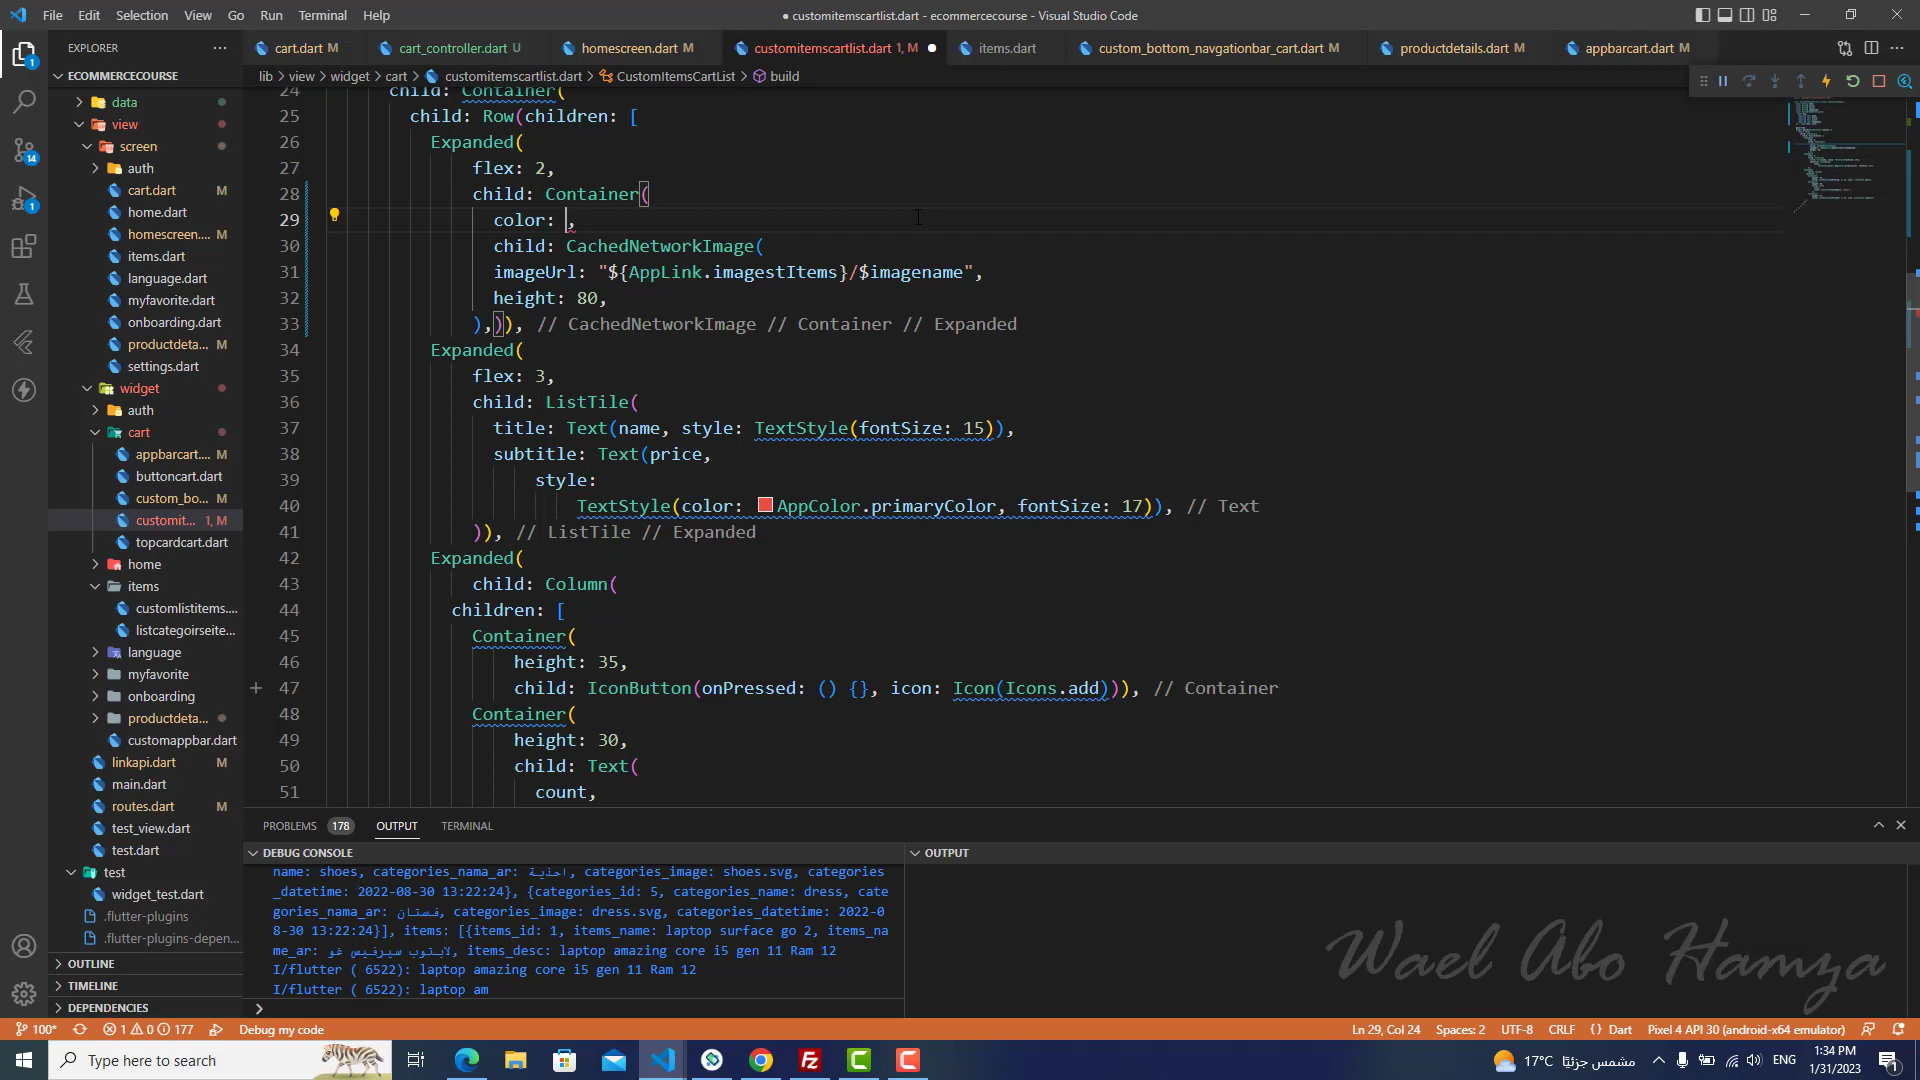 File Edit Selection View Go Run Terminal Help
● customitemscartlist.dart - ecommercecourse - Visual Studio Code
EXPLORER
cart.dart M
cart_controller.dart U
homescreen.dart M
customitemscartlist.dart 1, M
items.dart
custom_bottom_navgationbar_cart.dart M
productdetails.dart M
appbarcart.dart M
lib > view > widget > cart > customitemscartlist.dart > CustomItemsCartList > build
ECOMMERCECOURSE
data
view
screen
auth
cart.dart M
home.dart
homescreen.... M
items.dart
language.dart
myfavorite.dart
onboarding.dart
productdeta... M
settings.dart
widget
auth
cart
appbarcart.... M
buttoncart.dart
custom_bo... M
customit... 1, M
topcardcart.dart
home
items
customlistitems....
listcategoirseite...
language
myfavorite
onboarding
productdeta...
customappbar.dart
linkapi.dart M
main.dart
routes.dart M
test_view.dart
test.dart
test
widget_test.dart
.flutter-plugins
.flutter-plugins-depen...
OUTLINE
TIMELINE
DEPENDENCIES
24 child: Container(
25 child: Row(children: [
26 Expanded(
27 flex: 2,
28 child: Container(
29 color: ,
30 child: CachedNetworkImage(
31 imageUrl: "${AppLink.imagestItems}/$imagename",
32 height: 80,
33 ),)), // CachedNetworkImage // Container // Expanded
34 Expanded(
35 flex: 3,
36 child: ListTile(
37 title: Text(name, style: TextStyle(fontSize: 15)),
38 subtitle: Text(price,
39 style:
40 TextStyle(color: AppColor.primaryColor, fontSize: 17)), // Text
41 )), // ListTile // Expanded
42 Expanded(
43 child: Column(
44 children: [
45 Container(
46 height: 35,
47 child: IconButton(onPressed: () {}, icon: Icon(Icons.add))), // Container
48 Container(
49 height: 30,
50 child: Text(
51 count,
PROBLEMS 178 OUTPUT TERMINAL
DEBUG CONSOLE
name: shoes, categories_nama_ar: احذية, categories_image: shoes.svg, categories
_datetime: 2022-08-30 13:22:24}, {categories_id: 5, categories_name: dress, cate
gories_nama_ar: فستان, categories_image: dress.svg, categories_datetime: 2022-0
8-30 13:22:24}], items: [{items_id: 1, items_name: laptop surface go 2, items_na
me_ar: لابتوب سيرفيس غو, items_desc: laptop amazing core i5 gen 11 Ram 12
I/flutter ( 6522): laptop amazing core i5 gen 11 Ram 12
I/flutter ( 6522): laptop am
OUTPUT
Wael Abo Hamza
100* 1 0 177 Debug my code
Ln 29, Col 24 Spaces: 2 UTF-8 CRLF {} Dart Pixel 4 API 30 (android-x64 emulator)
Type here to search
17°C مشمس جزئيًا
ENG
1:34 PM
1/31/2023